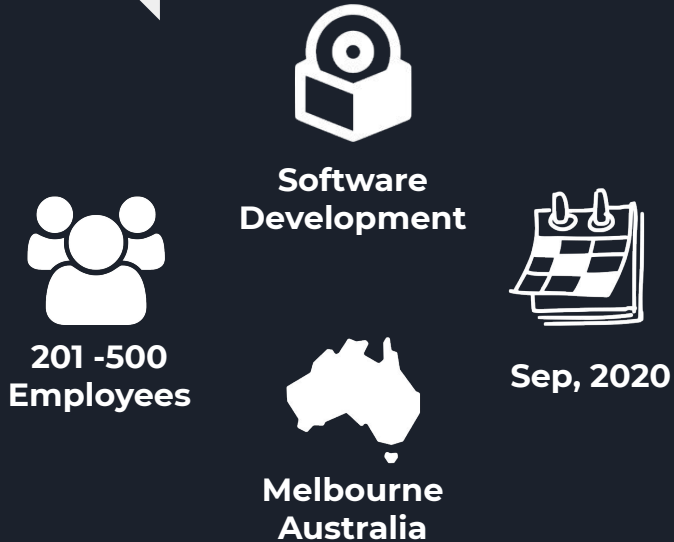 Software
Development
201 -500
Employees
Sep, 2020
Melbourne
Australia